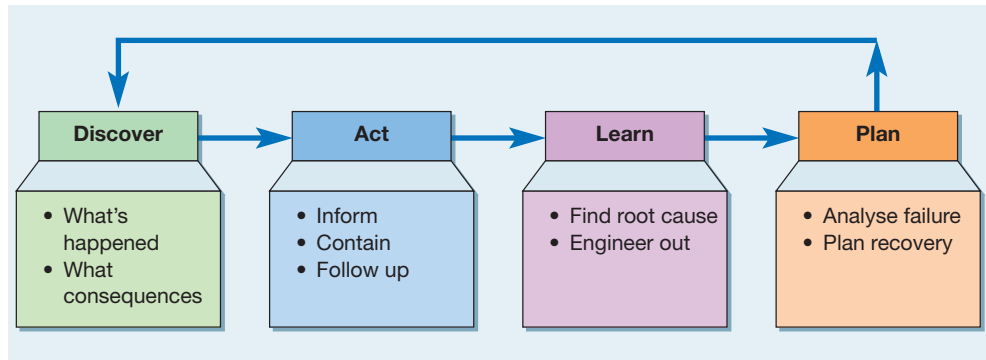 Discover
Act
Learn
Plan
• What's
happened
• What
consequences
• Inform
• Contain
• Follow up
• Find root cause
• Engineer out
• Analyse failure
• Plan recovery